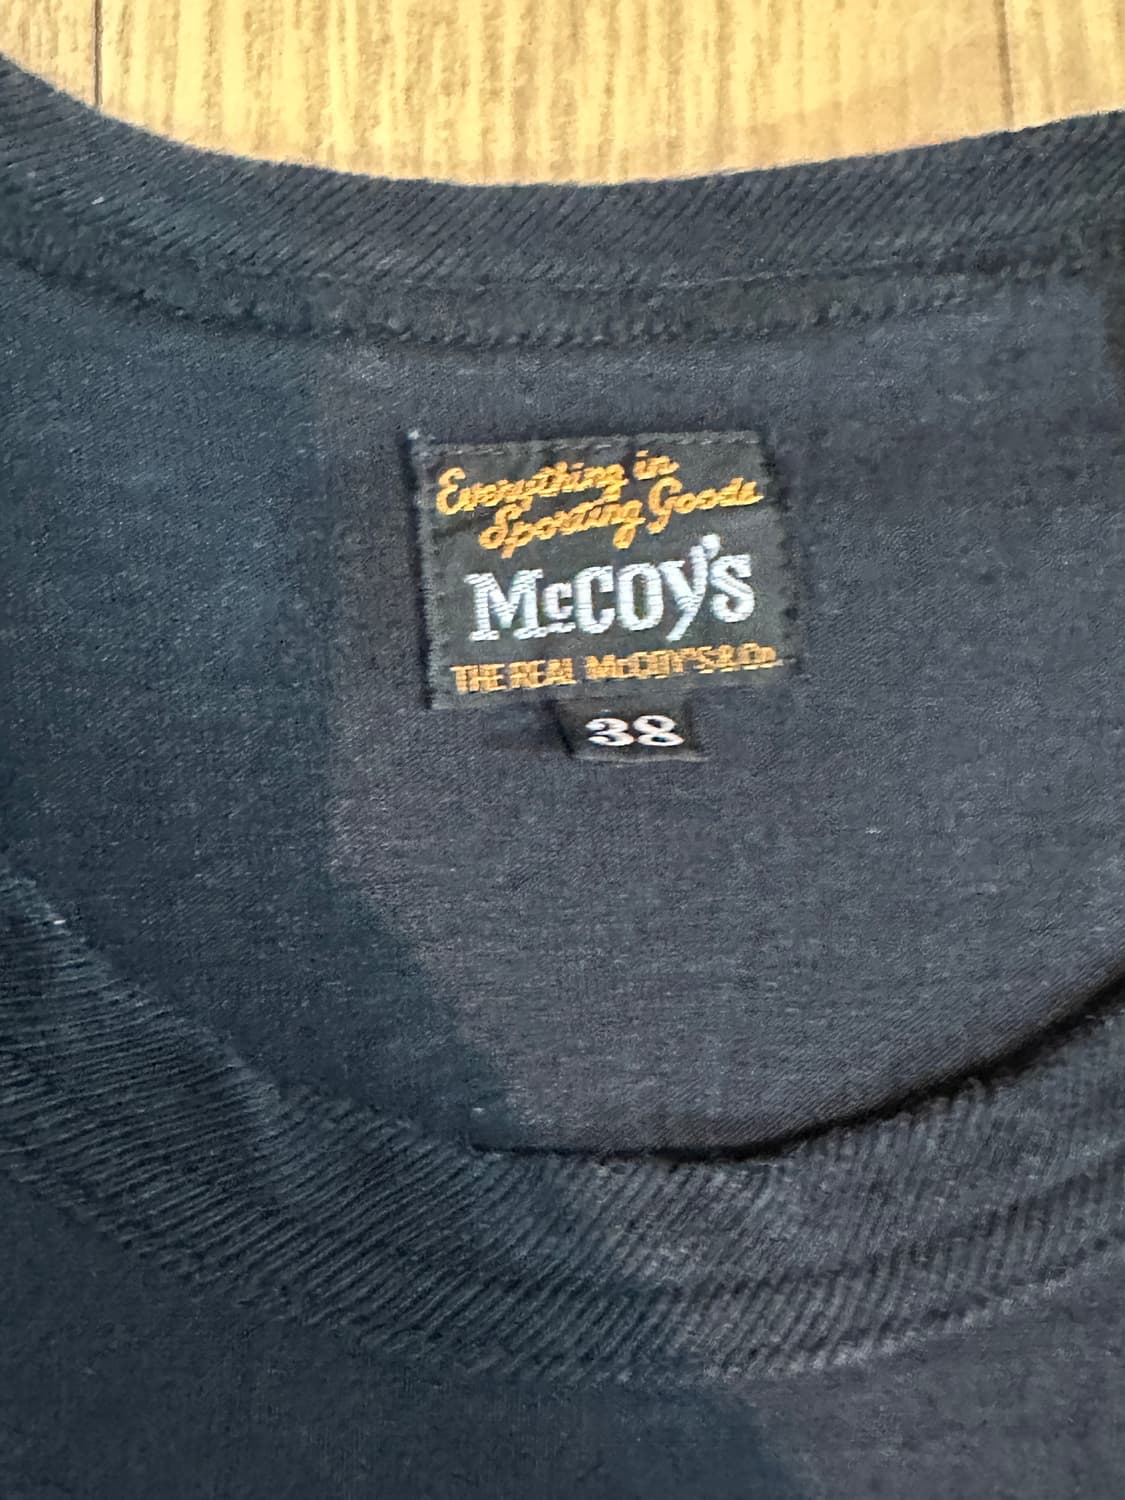 Everything in
Sporting Goods
McCOY'S
THE REAL McCOY'S & Co.
38